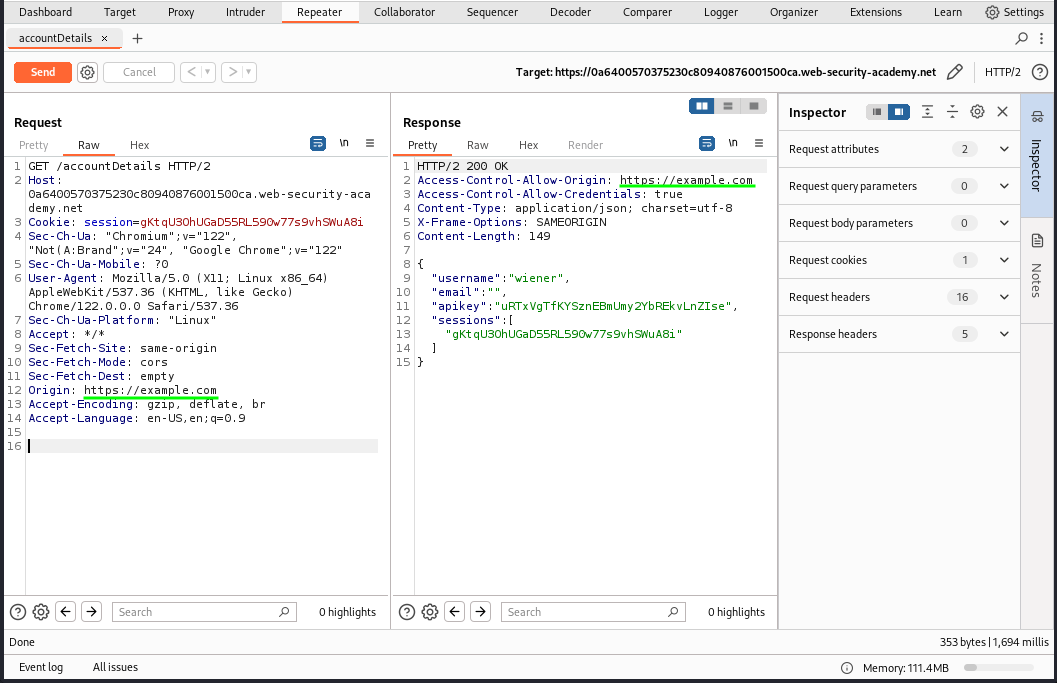 Dashboard Target Proxy Intruder Repeater Collaborator Sequencer Decoder Comparer Logger Organizer Extensions Learn Settings
accountDetails × +
Send Cancel < >
Target: https://0a6400570375230c80940876001500ca.web-security-academy.net HTTP/2
Request
Pretty Raw Hex \n
1 GET /accountDetails HTTP/2
2 Host:
0a6400570375230c80940876001500ca.web-security-aca
demy.net
3 Cookie: session=gKtqU3OhUGaD55RL590w77s9vhSWuA8i
4 Sec-Ch-Ua: "Chromium";v="122",
"Not(A:Brand";v="24", "Google Chrome";v="122"
5 Sec-Ch-Ua-Mobile: ?0
6 User-Agent: Mozilla/5.0 (X11; Linux x86_64)
AppleWebKit/537.36 (KHTML, like Gecko)
Chrome/122.0.0.0 Safari/537.36
7 Sec-Ch-Ua-Platform: "Linux"
8 Accept: */*
9 Sec-Fetch-Site: same-origin
10 Sec-Fetch-Mode: cors
11 Sec-Fetch-Dest: empty
12 Origin: https://example.com
13 Accept-Encoding: gzip, deflate, br
14 Accept-Language: en-US,en;q=0.9
15
16
Search 0 highlights
Response
Pretty Raw Hex Render \n
1 HTTP/2 200 OK
2 Access-Control-Allow-Origin: https://example.com
3 Access-Control-Allow-Credentials: true
4 Content-Type: application/json; charset=utf-8
5 X-Frame-Options: SAMEORIGIN
6 Content-Length: 149
7
8 {
9 "username":"wiener",
10 "email":"",
11 "apikey":"uRTxVgTfKYSznEBmUmy2YbREkvLnZIse",
12 "sessions":[
13 "gKtqU3OhUGaD55RL590w77s9vhSWuA8i"
14 ]
15 }
Search 0 highlights
Inspector
Request attributes 2
Request query parameters 0
Request body parameters 0
Request cookies 1
Request headers 16
Response headers 5
Inspector
Notes
Done 353 bytes | 1,694 millis
Event log All issues Memory: 111.4MB